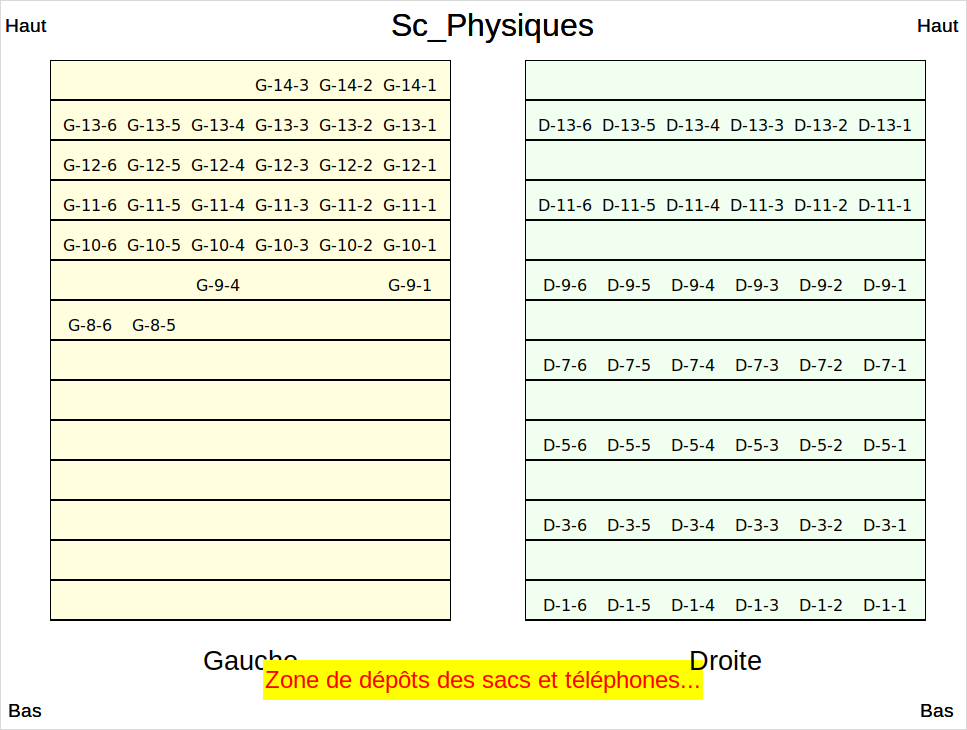 Haut Sc_Physiques Haut
G-14-3 G-14-2 G-14-1
G-13-6 G-13-5 G-13-4 G-13-3 G-13-2 G-13-1 D-13-6 D-13-5 D-13-4 D-13-3 D-13-2 D-13-1
G-12-6 G-12-5 G-12-4 G-12-3 G-12-2 G-12-1
G-11-6 G-11-5 G-11-4 G-11-3 G-11-2 G-11-1 D-11-6 D-11-5 D-11-4 D-11-3 D-11-2 D-11-1
G-10-6 G-10-5 G-10-4 G-10-3 G-10-2 G-10-1
G-9-4 G-9-1 D-9-6 D-9-5 D-9-4 D-9-3 D-9-2 D-9-1
G-8-6 G-8-5
D-7-6 D-7-5 D-7-4 D-7-3 D-7-2 D-7-1
D-5-6 D-5-5 D-5-4 D-5-3 D-5-2 D-5-1
D-3-6 D-3-5 D-3-4 D-3-3 D-3-2 D-3-1
D-1-6 D-1-5 D-1-4 D-1-3 D-1-2 D-1-1
Gauche Droite
Zone de dépôts des sacs et téléphones...
Bas Bas